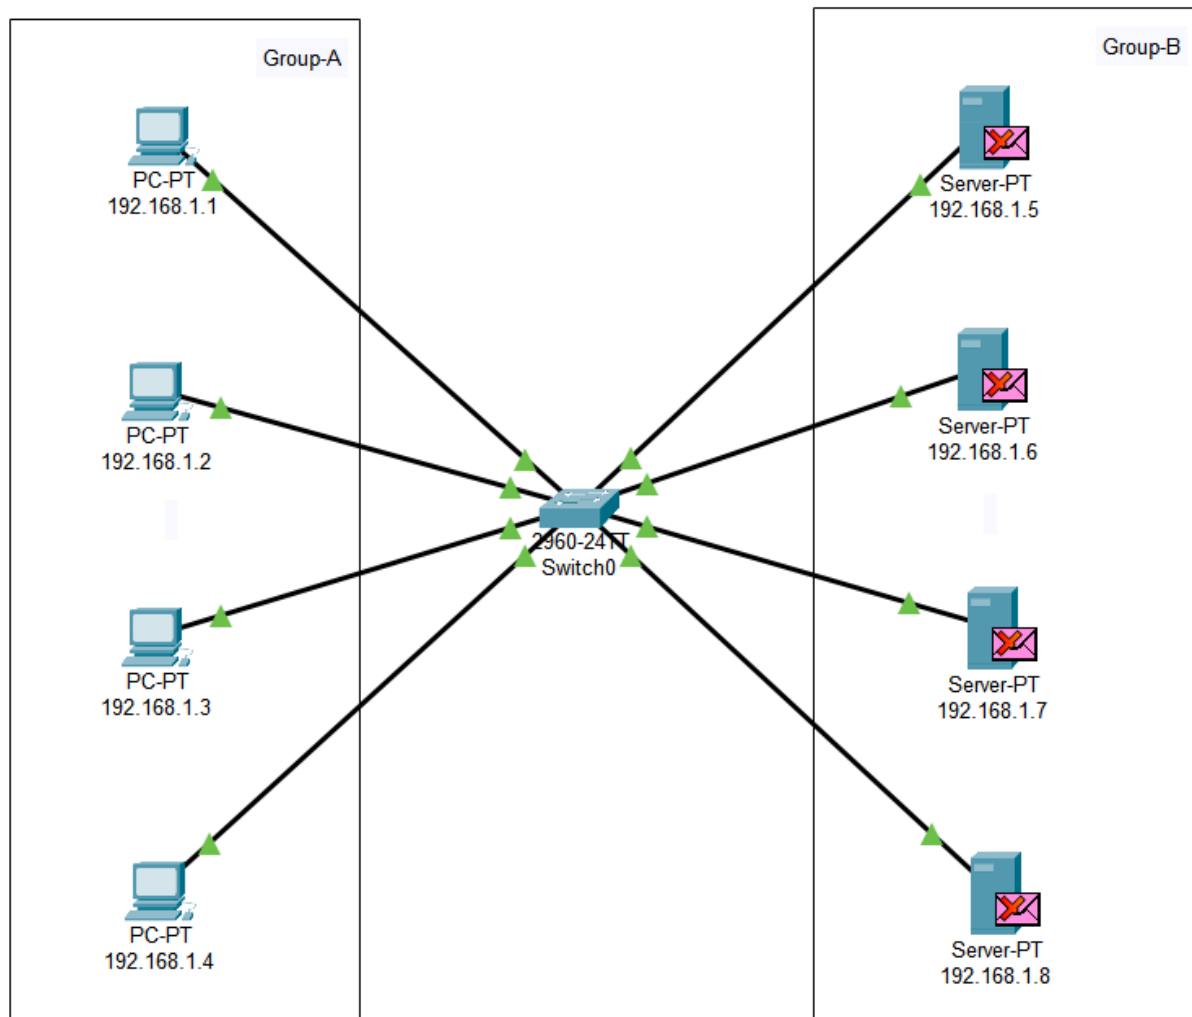 Group-A
Group-B
PC-PT
192.168.1.1
Server-PT
192.168.1.5
PC-PT
192.168.1.2
Server-PT
192.168.1.6
2960-24TT
Switch0
PC-PT
192.168.1.3
Server-PT
192.168.1.7
PC-PT
192.168.1.4
Server-PT
192.168.1.8